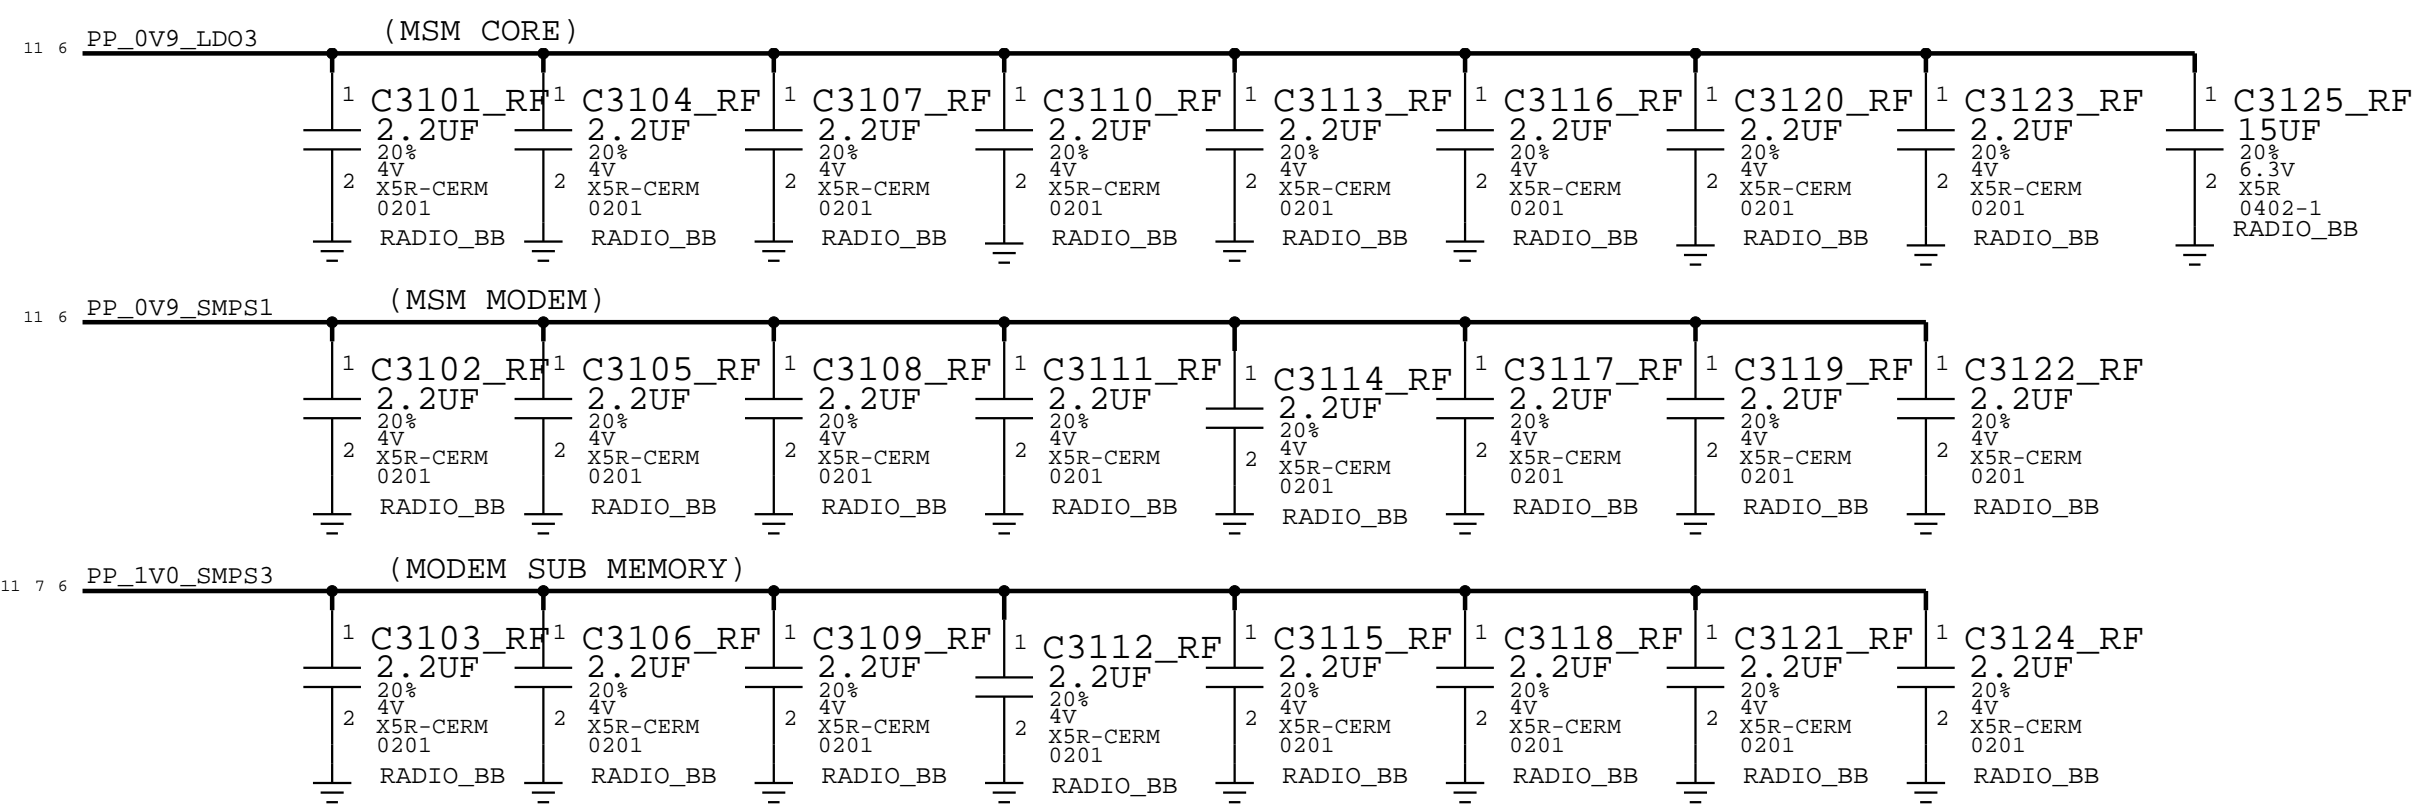 (MSM CORE)
11 6 PP_0V9_LDO3
1 C3101_RF 1 C3104_RF 1 C3107_RF 1 C3110_RF 1 C3113_RF 1 C3116_RF 1 C3120_RF 1 C3123_RF 1 C3125_RF
2.2UF 2.2UF 2.2UF 2.2UF 2.2UF 2.2UF 2.2UF 2.2UF 15UF
20% 20% 20% 20% 20% 20% 20% 20% 20%
4V 4V 4V 4V 4V 4V 4V 4V 6.3V
2 X5R-CERM 2 X5R-CERM 2 X5R-CERM 2 X5R-CERM 2 X5R-CERM 2 X5R-CERM 2 X5R-CERM 2 X5R-CERM 2 X5R
0201 0201 0201 0201 0201 0201 0201 0201 0402-1
RADIO_BB RADIO_BB RADIO_BB RADIO_BB RADIO_BB RADIO_BB RADIO_BB RADIO_BB RADIO_BB
(MSM MODEM)
11 6 PP_0V9_SMPS1
1 C3102_RF 1 C3105_RF 1 C3108_RF 1 C3111_RF 1 C3114_RF 1 C3117_RF 1 C3119_RF 1 C3122_RF
2.2UF 2.2UF 2.2UF 2.2UF 2.2UF 2.2UF 2.2UF 2.2UF
20% 20% 20% 20% 20% 20% 20% 20%
4V 4V 4V 4V 4V 4V 4V 4V
2 X5R-CERM 2 X5R-CERM 2 X5R-CERM 2 X5R-CERM 2 X5R-CERM 2 X5R-CERM 2 X5R-CERM 2 X5R-CERM
0201 0201 0201 0201 0201 0201 0201 0201
RADIO_BB RADIO_BB RADIO_BB RADIO_BB RADIO_BB RADIO_BB RADIO_BB RADIO_BB
(MODEM SUB MEMORY)
11 7 6 PP_1V0_SMPS3
1 C3103_RF 1 C3106_RF 1 C3109_RF 1 C3112_RF 1 C3115_RF 1 C3118_RF 1 C3121_RF 1 C3124_RF
2.2UF 2.2UF 2.2UF 2.2UF 2.2UF 2.2UF 2.2UF 2.2UF
20% 20% 20% 20% 20% 20% 20% 20%
4V 4V 4V 4V 4V 4V 4V 4V
2 X5R-CERM 2 X5R-CERM 2 X5R-CERM 2 X5R-CERM 2 X5R-CERM 2 X5R-CERM 2 X5R-CERM 2 X5R-CERM
0201 0201 0201 0201 0201 0201 0201 0201
RADIO_BB RADIO_BB RADIO_BB RADIO_BB RADIO_BB RADIO_BB RADIO_BB RADIO_BB